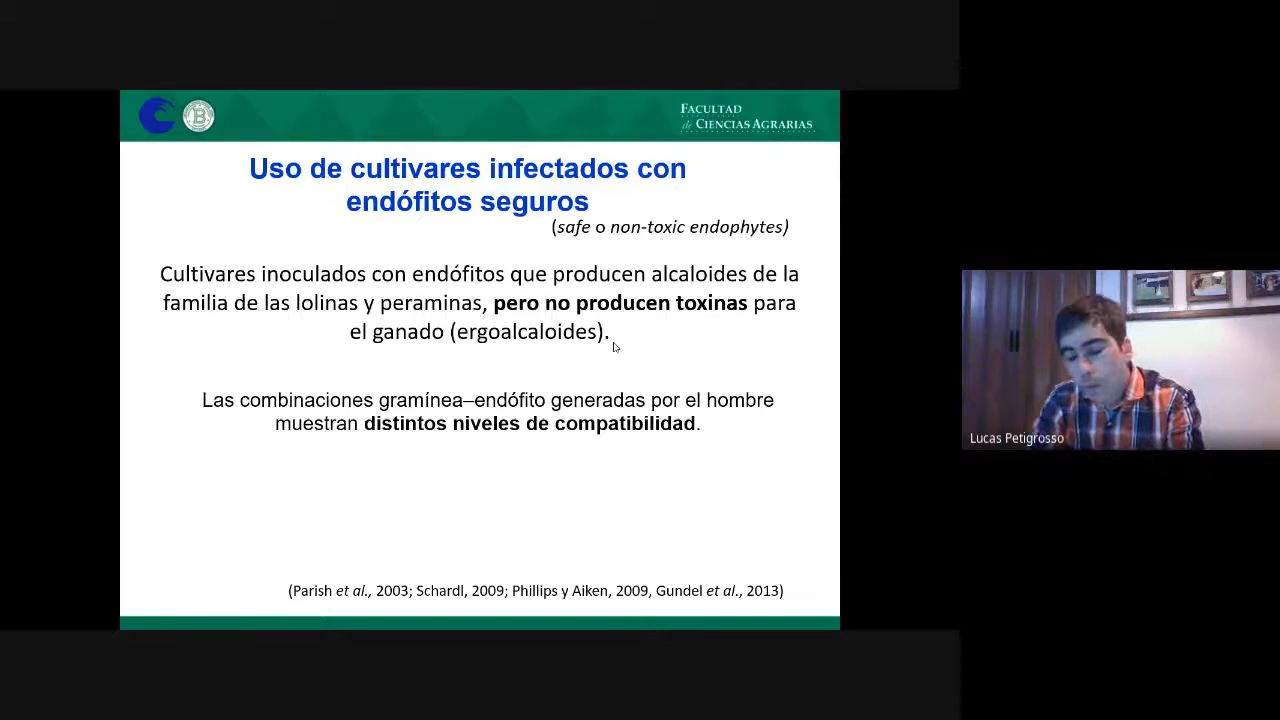 FACULTAD
de CIENCIAS AGRARIAS
Uso de cultivares infectados con
endófitos seguros
(safe o non-toxic endophytes)
Cultivares inoculados con endófitos que producen alcaloides de la
familia de las lolinas y peraminas, pero no producen toxinas para
el ganado (ergoalcaloides).
Las combinaciones gramínea–endófito generadas por el hombre
muestran distintos niveles de compatibilidad.
(Parish et al., 2003; Schardl, 2009; Phillips y Aiken, 2009, Gundel et al., 2013)
Lucas Petigrosso